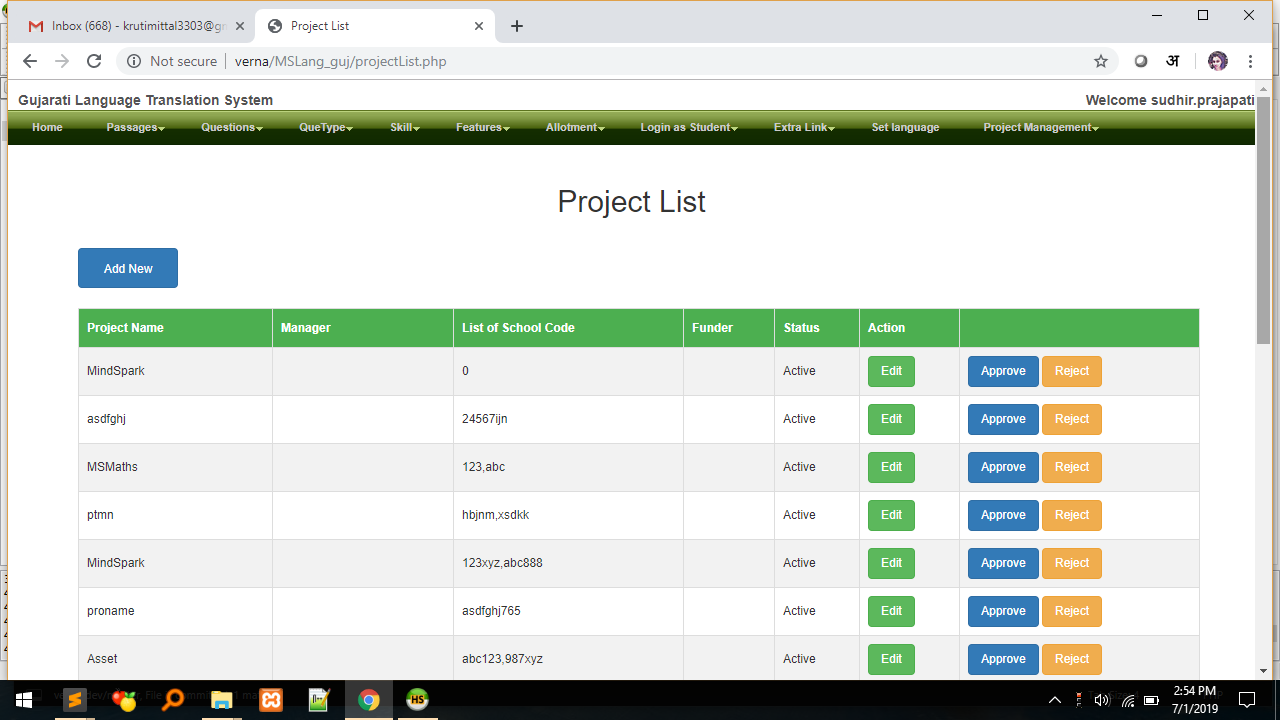 Inbox (668) - krutimittal3303@gm
Project List
Not secure | verna/MSLang_guj/projectList.php
अ
Gujarati Language Translation System Welcome sudhir.prajapati
Home Passages Questions QueType Skill Features Allotment Login as Student Extra Link Set language Project Management
Project List
Add New
Project Name Manager List of School Code Funder Status Action
MindSpark 0 Active Edit Approve Reject
asdfghj 24567ijn Active Edit Approve Reject
MSMaths 123,abc Active Edit Approve Reject
ptmn hbjnm,xsdkk Active Edit Approve Reject
MindSpark 123xyz,abc888 Active Edit Approve Reject
proname asdfghj765 Active Edit Approve Reject
Asset abc123,987xyz Active Edit Approve Reject
HS
2:54 PM
7/1/2019